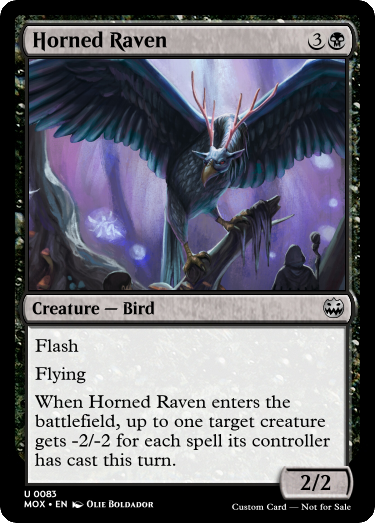 Horned Raven 3
Creature — Bird
Flash
Flying
When Horned Raven enters the
battlefield, up to one target creature
gets -2/-2 for each spell its controller
has cast this turn.
2/2
U 0083
MOX • EN Olie Boldador
Custom Card — Not for Sale